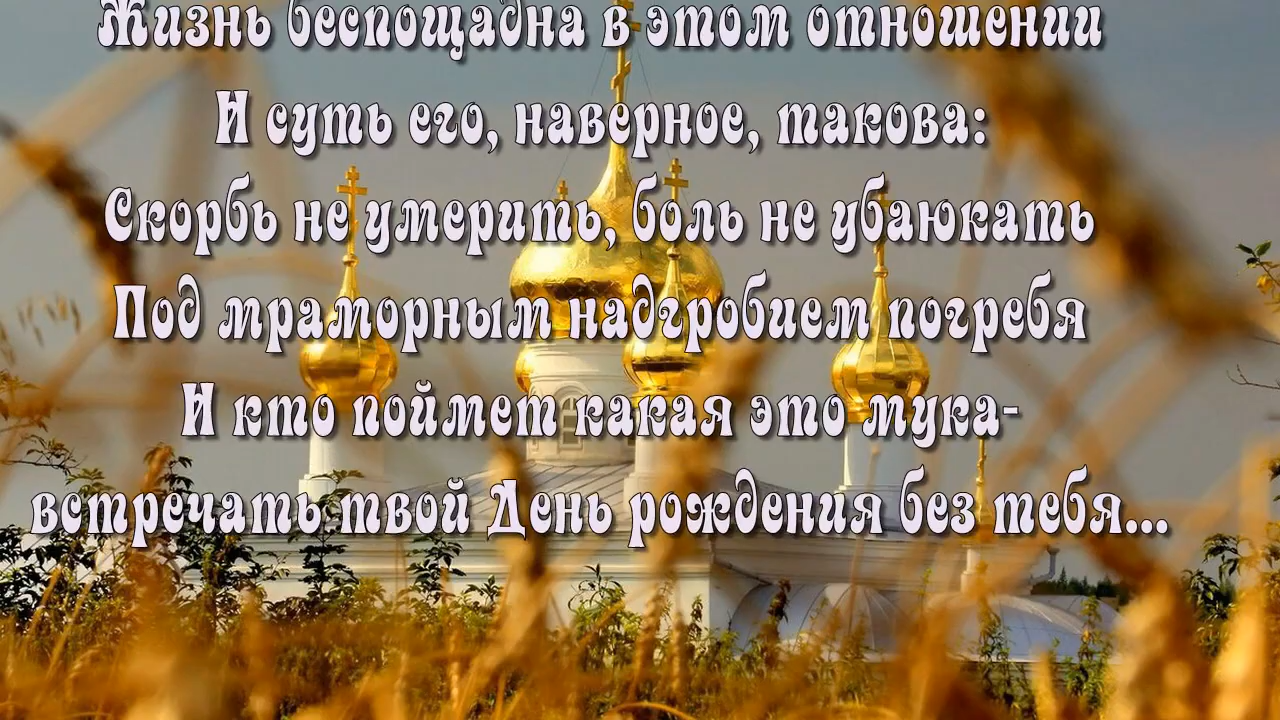 Жизнь беспощадна в этом отношении
И суть его, наверное, такова:
Скорбь не умерить, боль не убаюкать
Под мраморным надгробием погребя
И кто поймет какая это мука-
встречать твой День рождения без тебя...